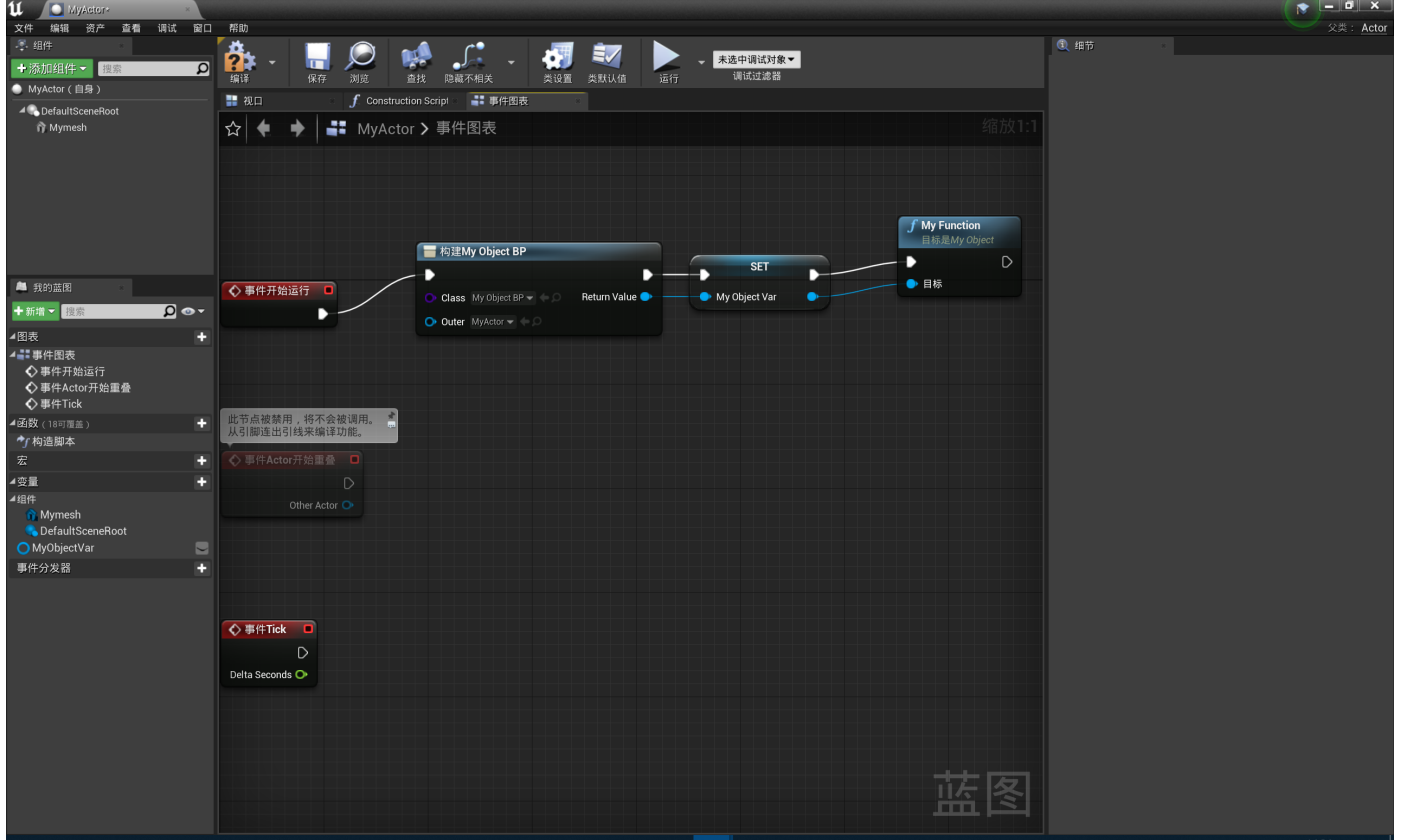 MyActor*
文件 编辑 资产 查看 调试 窗口 帮助
父类： Actor
组件
+添加组件 搜索
MyActor（自身）
DefaultSceneRoot
Mymesh
编译 保存 浏览 查找 隐藏不相关 类设置 类默认值 运行
未选中调试对象
调试过滤器
细节
视口 Construction Script 事件图表
MyActor 事件图表
缩放1:1
我的蓝图
+新增 搜索
图表
事件图表
事件开始运行
事件Actor开始重叠
事件Tick
函数（18可覆盖）
构造脚本
宏
变量
组件
Mymesh
DefaultSceneRoot
MyObjectVar
事件分发器
事件开始运行
构建My Object BP
Class My Object BP Return Value
Outer MyActor
SET
My Object Var
My Function
目标是My Object
目标
此节点被禁用，将不会被调用。
从引脚连出引线来编译功能。
事件Actor开始重叠
Other Actor
事件Tick
Delta Seconds
蓝图